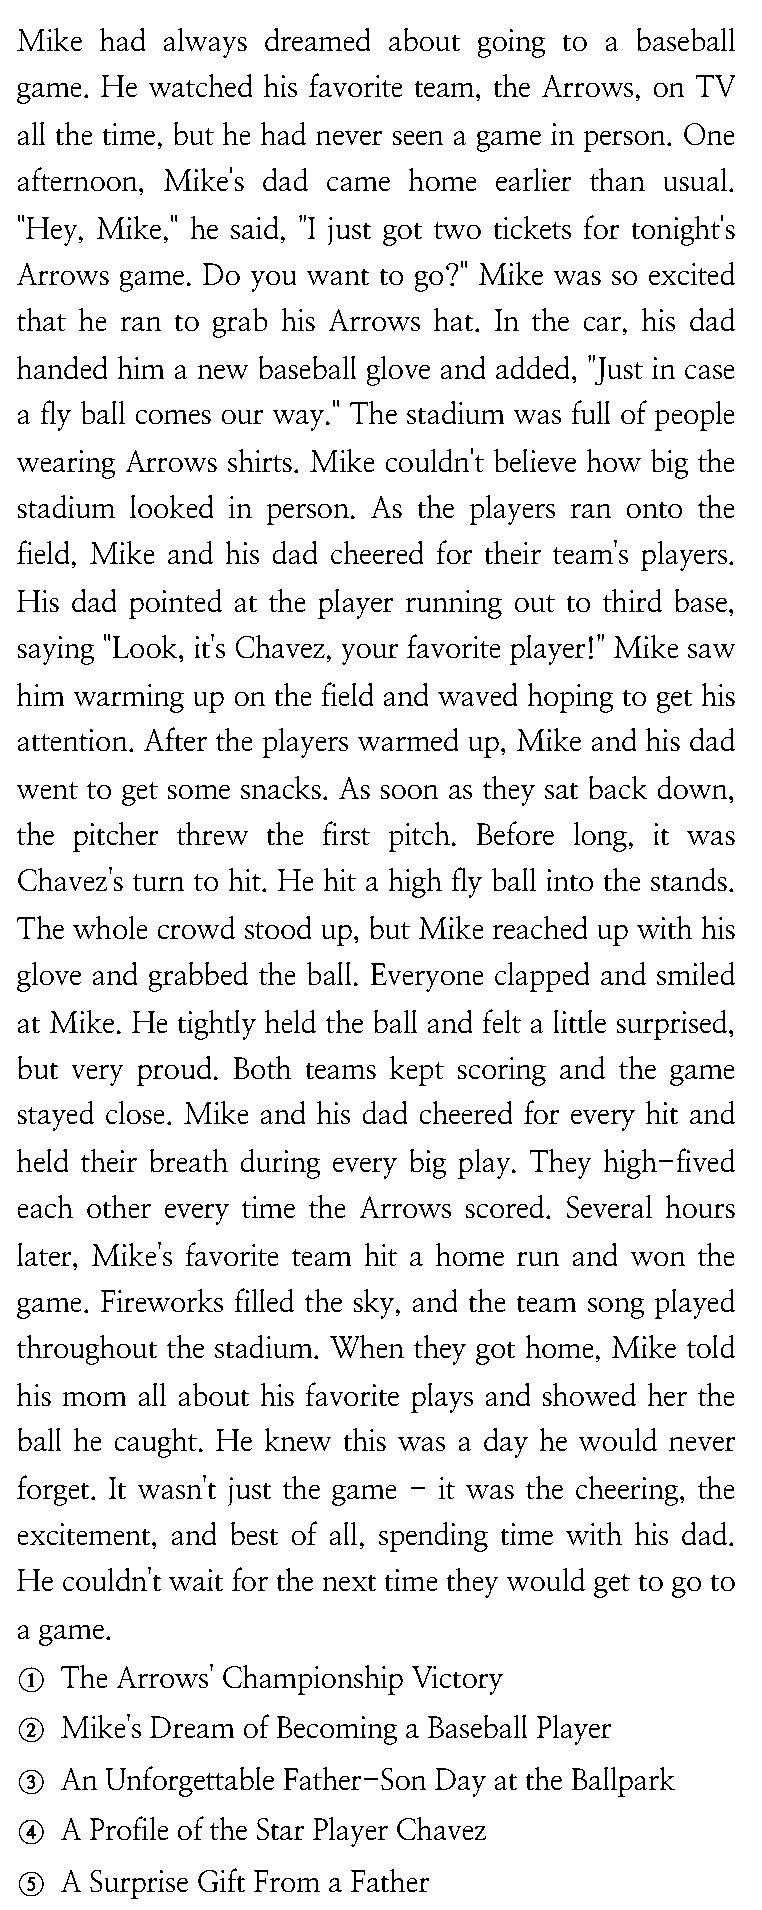 Mike had always dreamed about going to a baseball
game. He watched his favorite team, the Arrows, on TV
all the time, but he had never seen a game in person. One
afternoon, Mike's dad came home earlier than usual.
"Hey, Mike," he said, "I just got two tickets for tonight's
Arrows game. Do you want to go?" Mike was so excited
that he ran to grab his Arrows hat. In the car, his dad
handed him a new baseball glove and added, "Just in case
a fly ball comes our way." The stadium was full of people
wearing Arrows shirts. Mike couldn't believe how big the
stadium looked in person. As the players ran onto the
field, Mike and his dad cheered for their team's players.
His dad pointed at the player running out to third base,
saying "Look, it's Chavez, your favorite player!" Mike saw
him warming up on the field and waved hoping to get his
attention. After the players warmed up, Mike and his dad
went to get some snacks. As soon as they sat back down,
the pitcher threw the first pitch. Before long, it was
Chavez's turn to hit. He hit a high fly ball into the stands.
The whole crowd stood up, but Mike reached up with his
glove and grabbed the ball. Everyone clapped and smiled
at Mike. He tightly held the ball and felt a little surprised,
but very proud. Both teams kept scoring and the game
stayed close. Mike and his dad cheered for every hit and
held their breath during every big play. They high-fived
each other every time the Arrows scored. Several hours
later, Mike's favorite team hit a home run and won the
game. Fireworks filled the sky, and the team song played
throughout the stadium. When they got home, Mike told
his mom all about his favorite plays and showed her the
ball he caught. He knew this was a day he would never
forget. It wasn't just the game - it was the cheering, the
excitement, and best of all, spending time with his dad.
He couldn't wait for the next time they would get to go to
a game.
① The Arrows' Championship Victory
② Mike's Dream of Becoming a Baseball Player
③ An Unforgettable Father-Son Day at the Ballpark
④ A Profile of the Star Player Chavez
⑤ A Surprise Gift From a Father